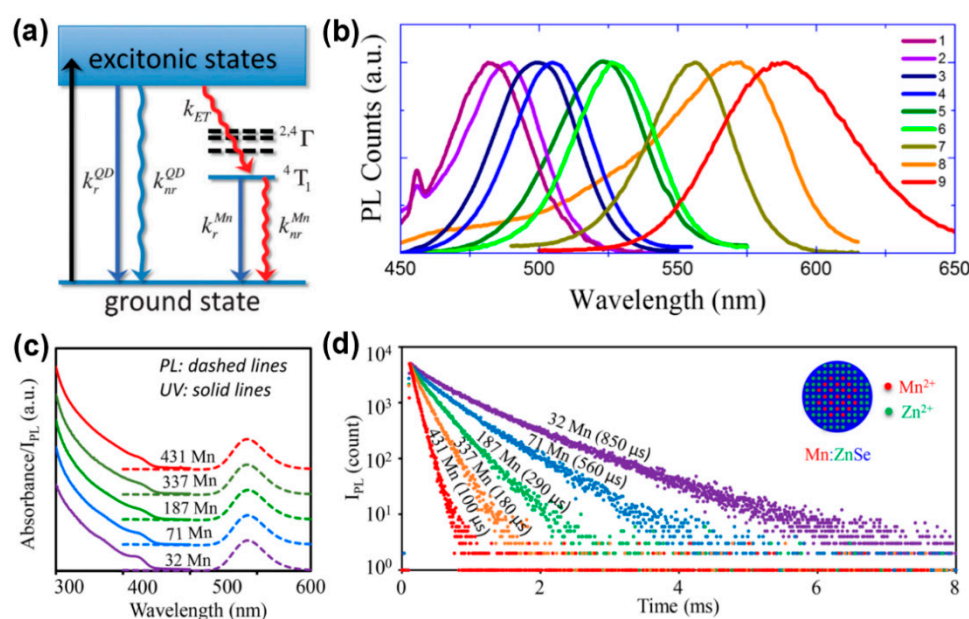 (a)
excitonic states
k_ET
2,4Γ
4T1
k_r^QD
k_nr^QD
k_r^Mn
k_nr^Mn
ground state
(b)
PL Counts (a.u.)
1
2
3
4
5
6
7
8
9
450 500 550 600 650
Wavelength (nm)
(c)
Absorbance/I_PL (a.u.)
PL: dashed lines
UV: solid lines
431 Mn
337 Mn
187 Mn
71 Mn
32 Mn
300 400 500 600
Wavelength (nm)
(d)
I_PL (count)
10^4
10^3
10^2
10^1
10^0
32 Mn (850 μs)
71 Mn (560 μs)
187 Mn (290 μs)
337 Mn (180 μs)
431 Mn (100 μs)
Mn2+
Zn2+
Mn:ZnSe
0 2 4 6 8
Time (ms)